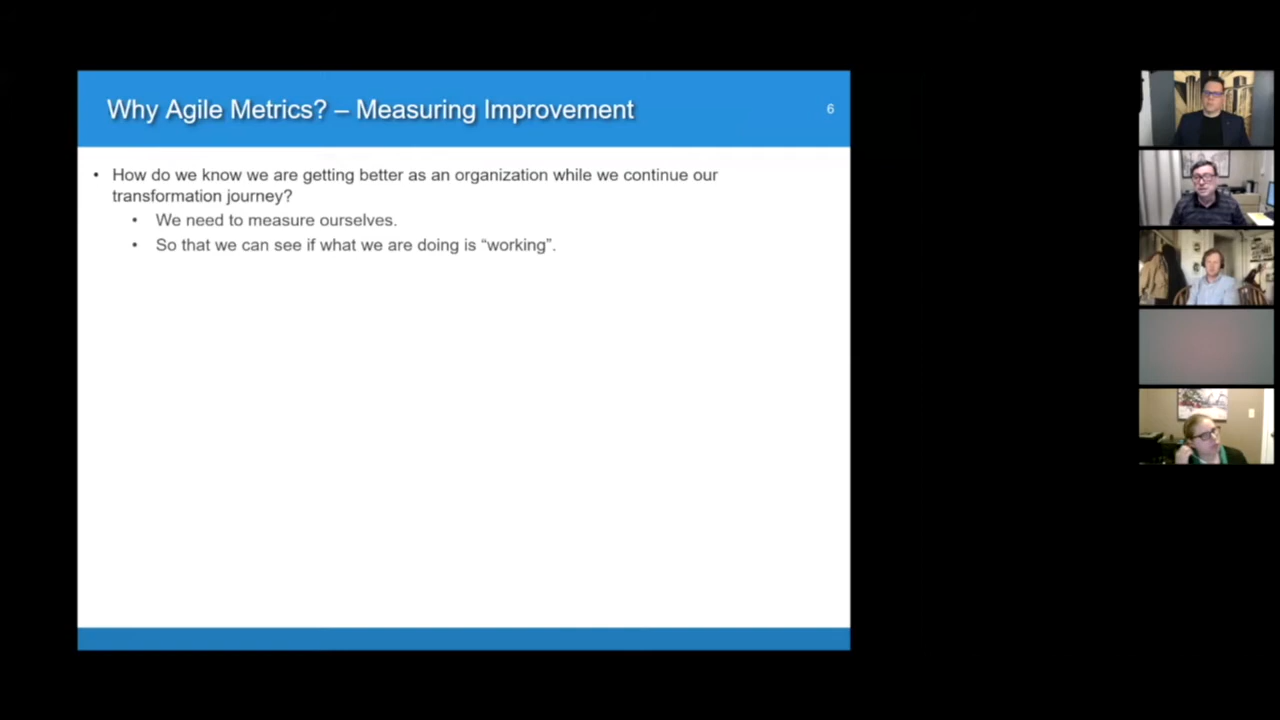 Why Agile Metrics? – Measuring Improvement
6
• How do we know we are getting better as an organization while we continue our
transformation journey?
• We need to measure ourselves.
• So that we can see if what we are doing is “working”.